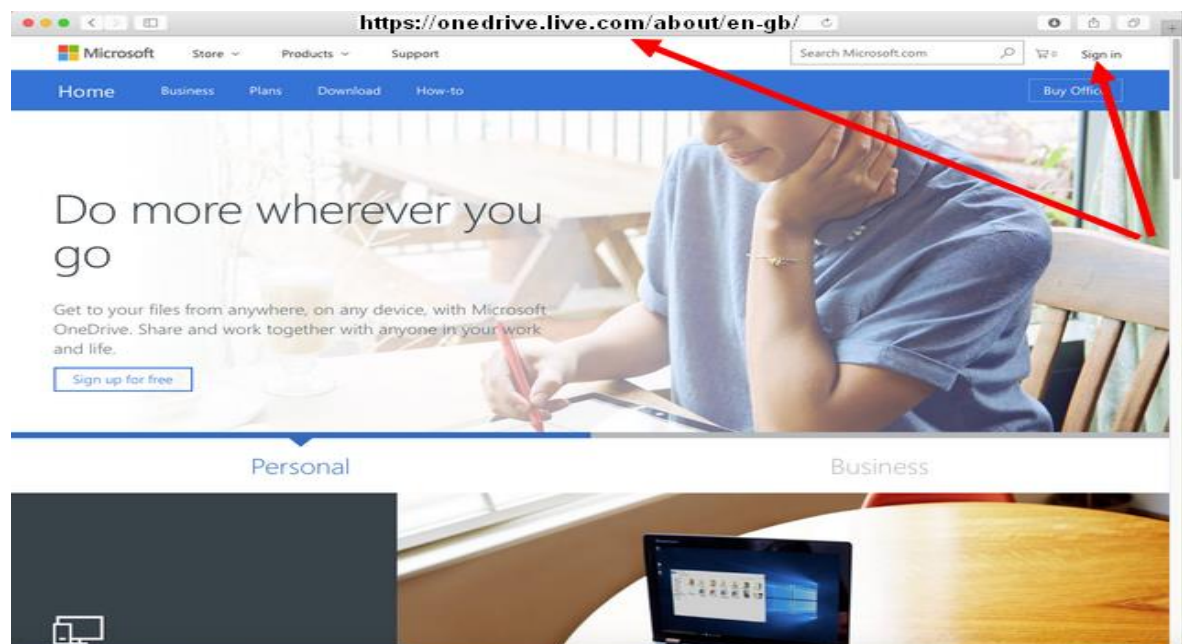 https://onedrive.live.com/about/en-gb/
Microsoft Store Products Support Search Microsoft.com Sign in
Home Business Plans Download How-to Buy Office
Do more wherever you
go
Get to your files from anywhere, on any device, with Microsoft
OneDrive. Share and work together with anyone in your work
and life.
Sign up for free
Personal Business